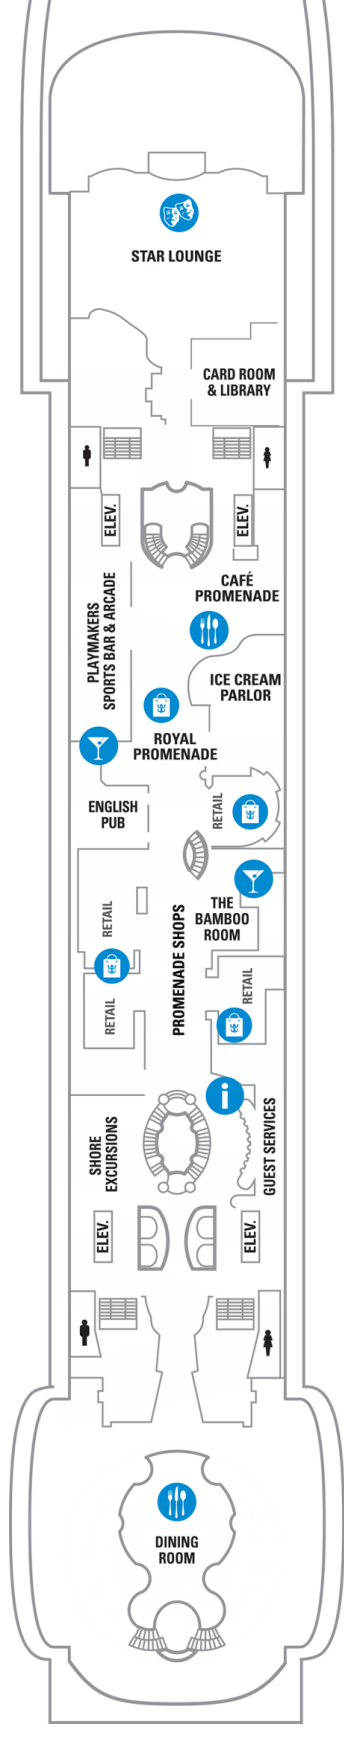 STAR LOUNGE
CARD ROOM
& LIBRARY
ELEV.
ELEV.
CAFÉ
PROMENADE
PLAYMAKERS
SPORTS BAR & ARCADE
ICE CREAM
PARLOR
ROYAL
PROMENADE
ENGLISH
PUB
RETAIL
THE
BAMBOO
ROOM
RETAIL
PROMENADE SHOPS
RETAIL
RETAIL
i
SHORE
EXCURSIONS
GUEST SERVICES
ELEV.
ELEV.
DINING
ROOM